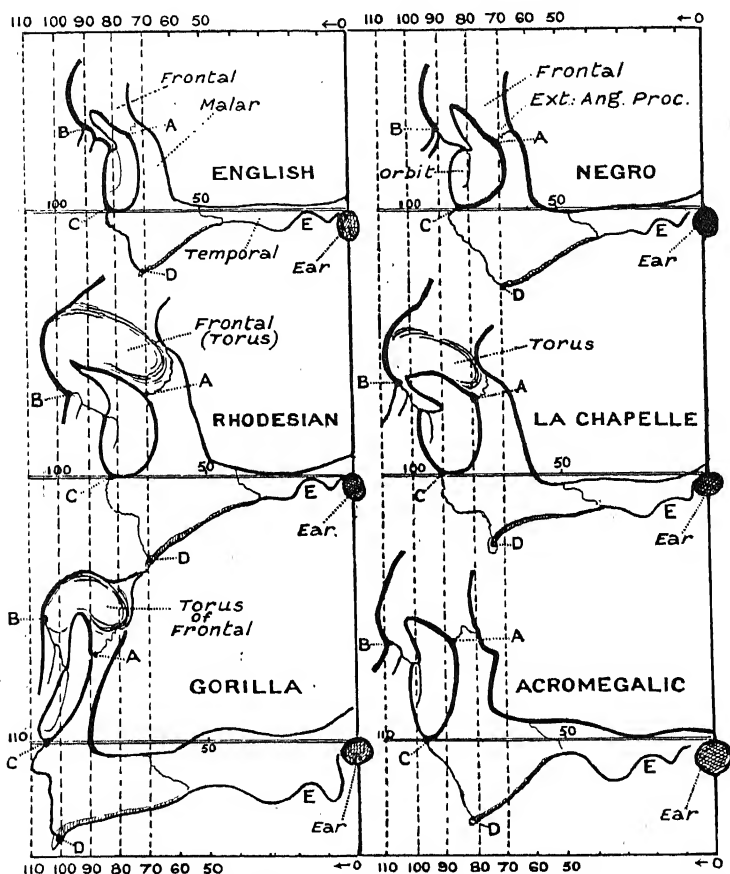 110 100 90 80 70 60 50 ←0
110 100 90 80 70 60 50 ←0
Frontal
Malar
B
A
ENGLISH
100
50
C
E
Temporal
Ear
D
Frontal
Ext: Ang. Proc.
B
A
orbit
NEGRO
100
50
C
E
Ear
D
Frontal
(Torus)
A
B
RHODESIAN
100
50
C
E
Ear
D
Torus
B
A
LA CHAPELLE
100
50
C
E
D
Ear
B
Torus
of
Frontal
A
GORILLA
110
50
C
E
Ear
D
B
A
ACROMEGALIC
110
50
C
E
Ear
D
110 100 90 80 70 60 50 ←0
110 100 90 80 70 60 50 40 ←0